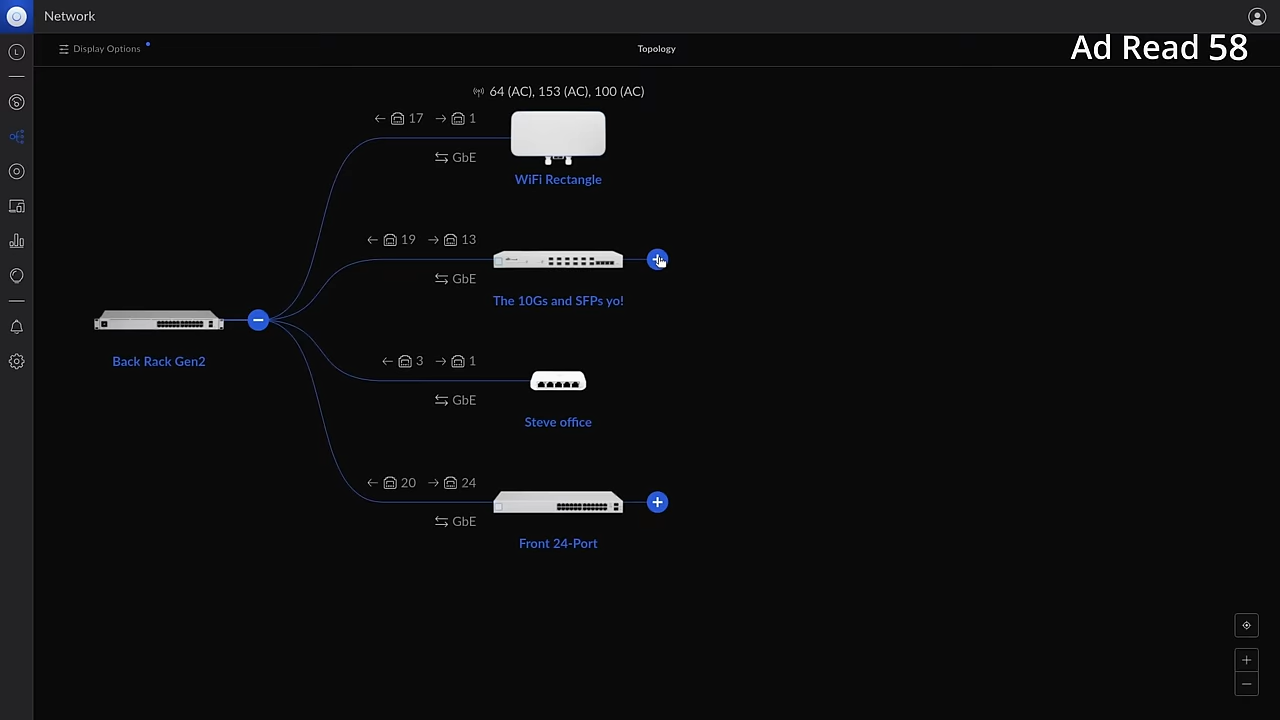 Network
Display Options
Topology
Ad Read 58
64 (AC), 153 (AC), 100 (AC)
← 17 → 1
GbE
WiFi Rectangle
← 19 → 13
GbE
The 10Gs and SFPs yo!
Back Rack Gen2
← 3 → 1
GbE
Steve office
← 20 → 24
GbE
Front 24-Port